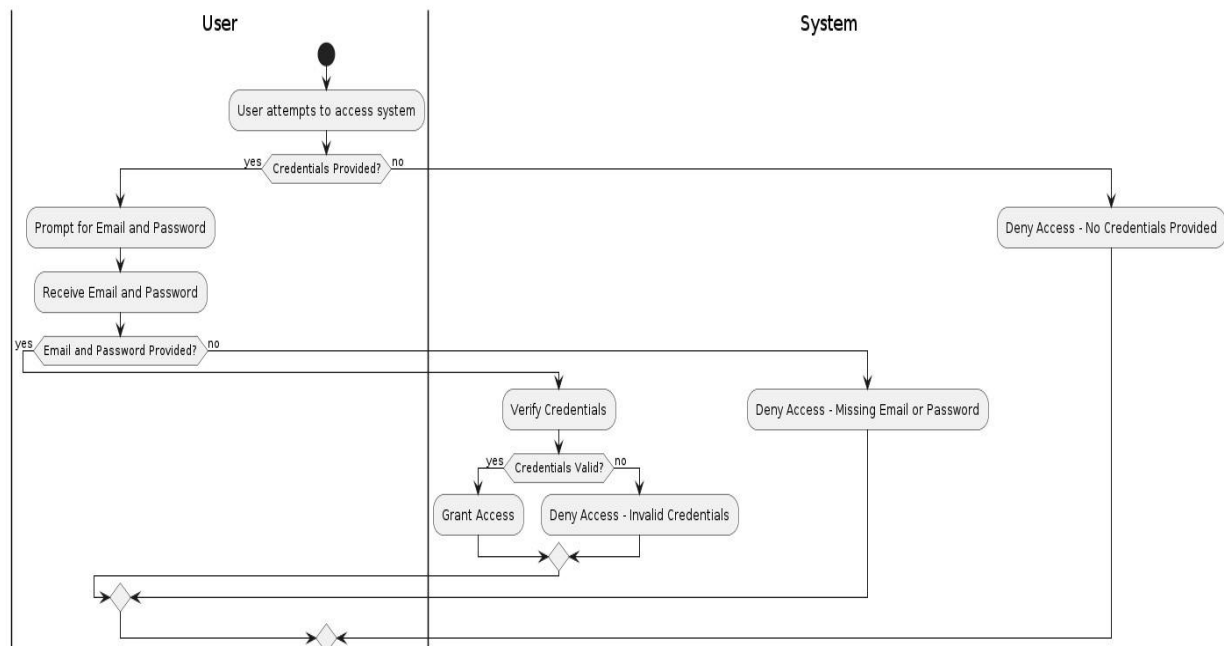 User
System
User attempts to access system
yes
Credentials Provided?
no
Prompt for Email and Password
Deny Access - No Credentials Provided
Receive Email and Password
yes
Email and Password Provided?
no
Verify Credentials
Deny Access - Missing Email or Password
yes
Credentials Valid?
no
Grant Access
Deny Access - Invalid Credentials